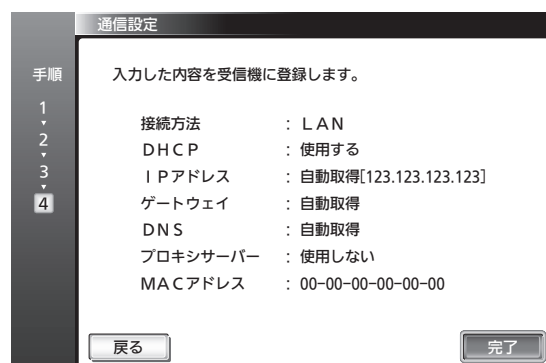 通信設定
手順
1
2
3
4
入力した内容を受信機に登録します。
接続方法 : LAN
DHCP : 使用する
IPアドレス : 自動取得[123.123.123.123]
ゲートウェイ : 自動取得
DNS : 自動取得
プロキシサーバー : 使用しない
MACアドレス : 00-00-00-00-00-00
戻る
完了